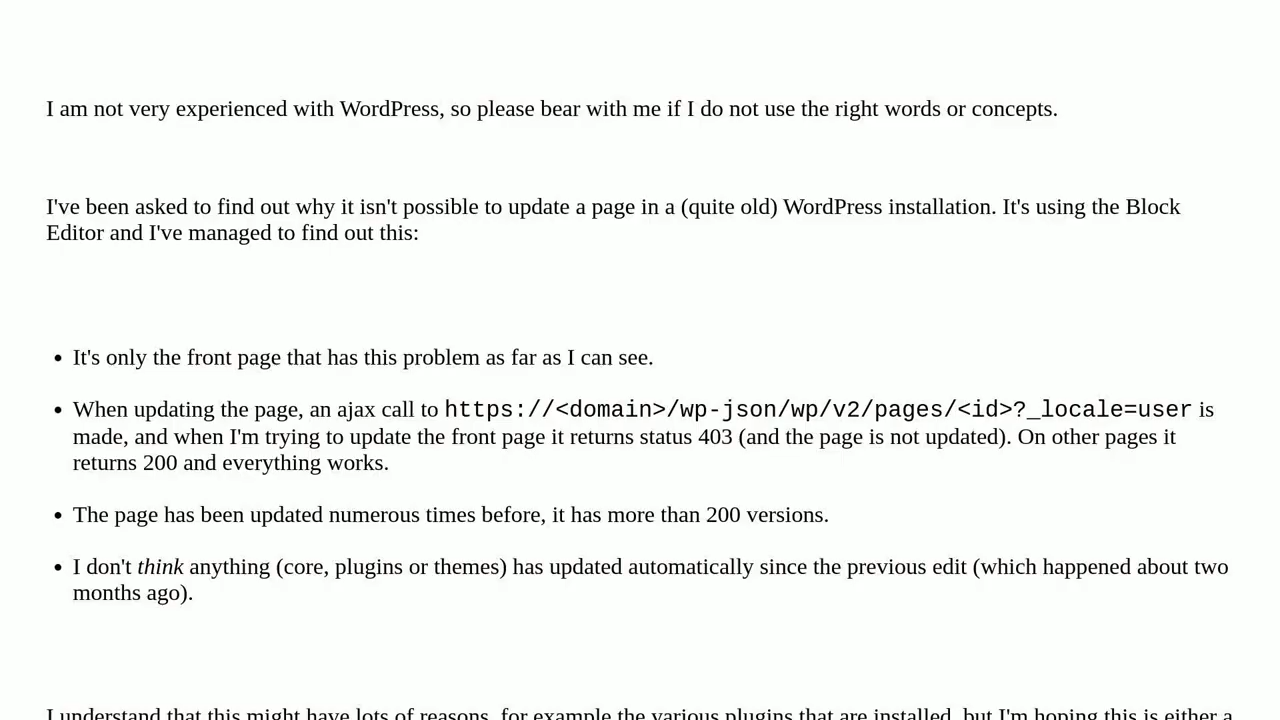 I am not very experienced with WordPress, so please bear with me if I do not use the right words or concepts.
I've been asked to find out why it isn't possible to update a page in a (quite old) WordPress installation. It's using the Block
Editor and I've managed to find out this:
• It's only the front page that has this problem as far as I can see.
• When updating the page, an ajax call to https://<domain>/wp-json/wp/v2/pages/<id>?_locale=user is
made, and when I'm trying to update the front page it returns status 403 (and the page is not updated). On other pages it
returns 200 and everything works.
• The page has been updated numerous times before, it has more than 200 versions.
• I don't think anything (core, plugins or themes) has updated automatically since the previous edit (which happened about two
months ago).
I understand that this might have lots of reasons, for example the various plugins that are installed, but I'm hoping this is either a